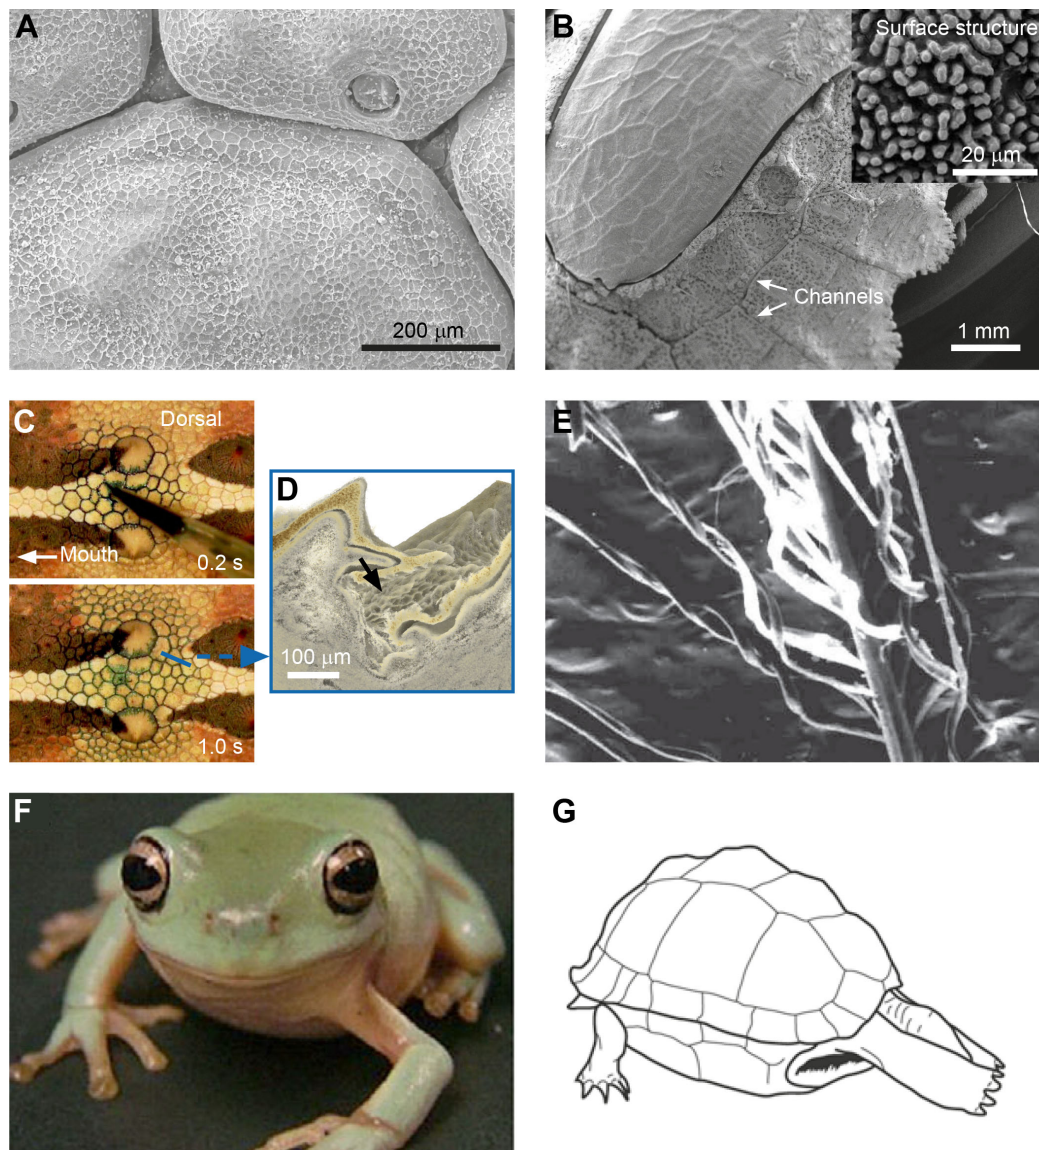 A
200 μm
B
Surface structure
20 μm
Channels
1 mm
C
Dorsal
Mouth
0.2 s
1.0 s
D
100 μm
E
F
G